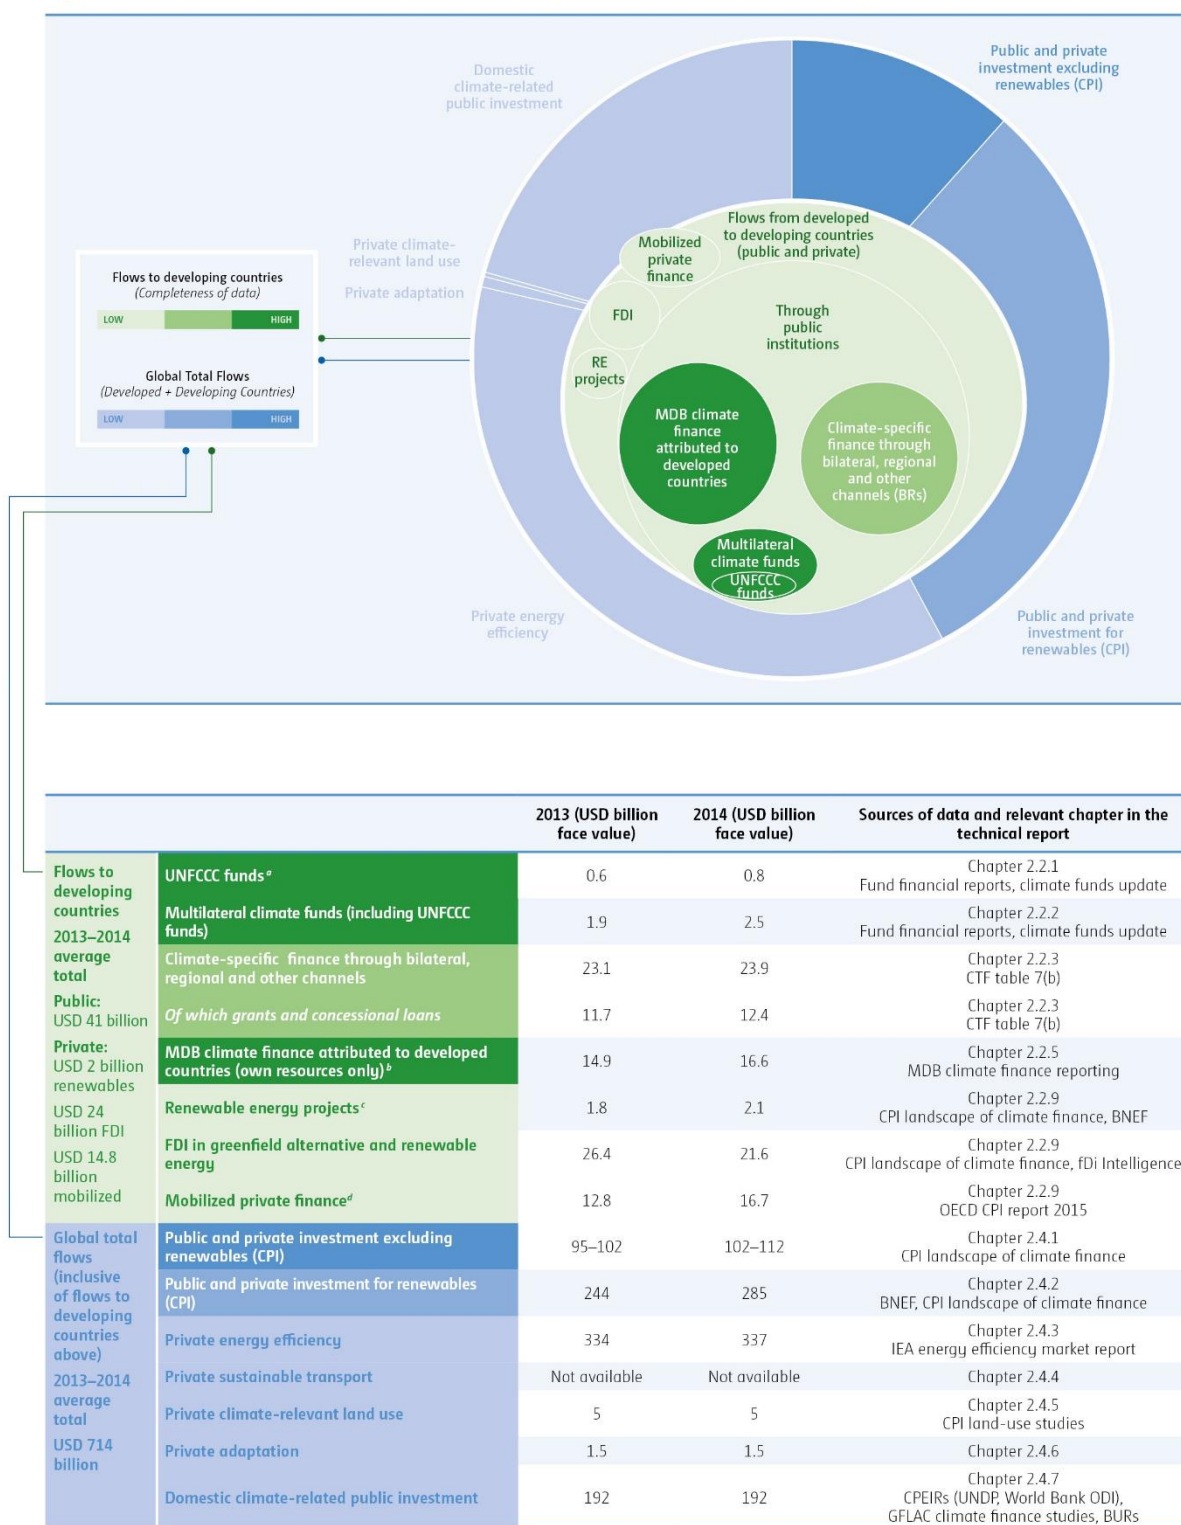 Domestic
climate-related
public investment
Public and private
investment excluding
renewables (CPI)
Flows from developed
to developing countries
(public and private)
Mobilized
private
finance
Private climate-
relevant land use
Private adaptation
Flows to developing countries
(Completeness of data)
LOW HIGH
Global Total Flows
(Developed + Developing Countries)
LOW HIGH
FDI
Through
public
institutions
RE
projects
MDB climate
finance
attributed to
developed
countries
Climate-specific
finance through
bilateral, regional
and other
channels (BRs)
Multilateral
climate funds
UNFCCC
funds
Private energy
efficiency
Public and private
investment for
renewables (CPI)
2013 (USD billion
face value)
2014 (USD billion
face value)
Sources of data and relevant chapter in the
technical report
Flows to
developing
countries
2013–2014
average
total
Public:
USD 41 billion
Private:
USD 2 billion
renewables
USD 24
billion FDI
USD 14.8
billion
mobilized
UNFCCC funds a
0.6
0.8
Chapter 2.2.1
Fund financial reports, climate funds update
Multilateral climate funds (including UNFCCC
funds)
1.9
2.5
Chapter 2.2.2
Fund financial reports, climate funds update
Climate-specific finance through bilateral,
regional and other channels
23.1
23.9
Chapter 2.2.3
CTF table 7(b)
Of which grants and concessional loans
11.7
12.4
Chapter 2.2.3
CTF table 7(b)
MDB climate finance attributed to developed
countries (own resources only) b
14.9
16.6
Chapter 2.2.5
MDB climate finance reporting
Renewable energy projects c
1.8
2.1
Chapter 2.2.9
CPI landscape of climate finance, BNEF
FDI in greenfield alternative and renewable
energy
26.4
21.6
Chapter 2.2.9
CPI landscape of climate finance, fDi Intelligence
Mobilized private finance d
12.8
16.7
Chapter 2.2.9
OECD CPI report 2015
Global total
flows
(inclusive
of flows to
developing
countries
above)
2013–2014
average
total
USD 714
billion
Public and private investment excluding
renewables (CPI)
95–102
102–112
Chapter 2.4.1
CPI landscape of climate finance
Public and private investment for renewables
(CPI)
244
285
Chapter 2.4.2
BNEF, CPI landscape of climate finance
Private energy efficiency
334
337
Chapter 2.4.3
IEA energy efficiency market report
Private sustainable transport
Not available
Not available
Chapter 2.4.4
Private climate-relevant land use
5
5
Chapter 2.4.5
CPI land-use studies
Private adaptation
1.5
1.5
Chapter 2.4.6
Domestic climate-related public investment
192
192
Chapter 2.4.7
CPEIRs (UNDP, World Bank ODI),
GFLAC climate finance studies, BURs